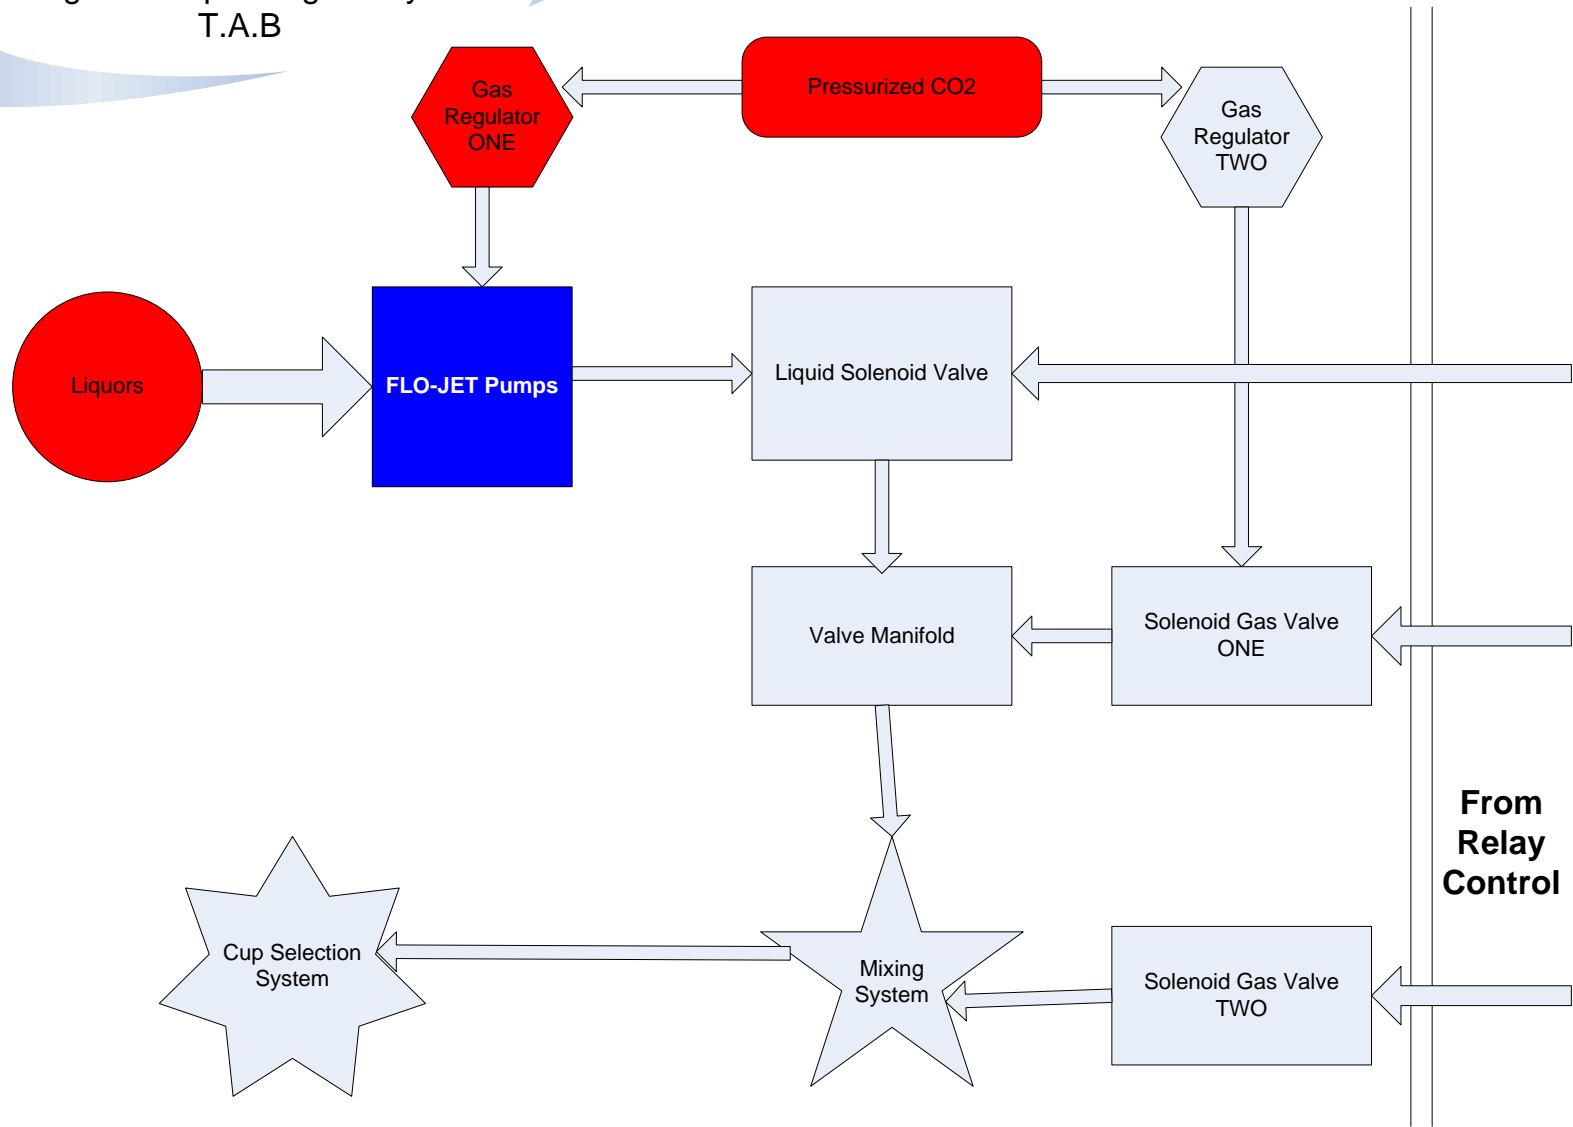 T.A.B
Gas
Regulator
ONE
Pressurized CO2
Gas
Regulator
TWO
Liquors
FLO-JET Pumps
Liquid Solenoid Valve
Valve Manifold
Solenoid Gas Valve
ONE
From
Relay
Control
Cup Selection
System
Mixing
System
Solenoid Gas Valve
TWO